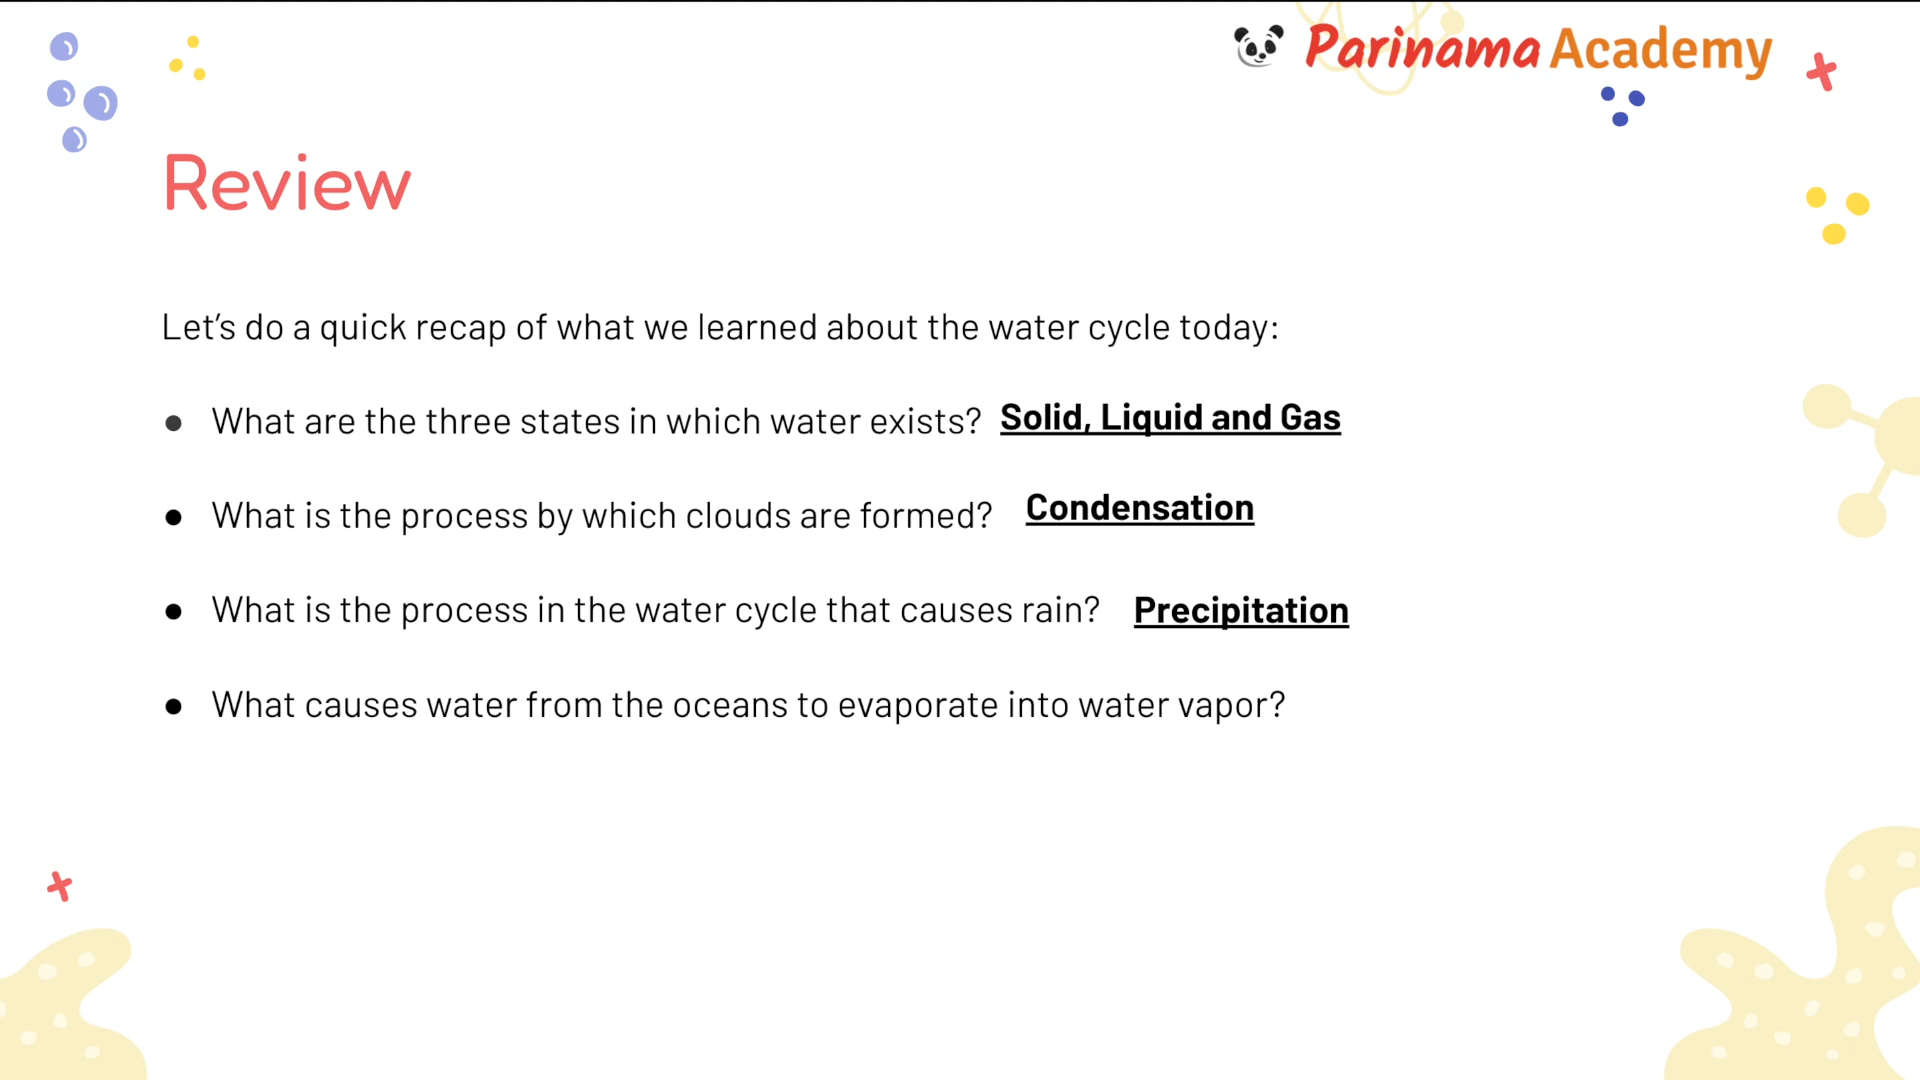 Parinama Academy
Review
Let's do a quick recap of what we learned about the water cycle today:
● What are the three states in which water exists? Solid, Liquid and Gas
● What is the process by which clouds are formed? Condensation
● What is the process in the water cycle that causes rain? Precipitation
● What causes water from the oceans to evaporate into water vapor?